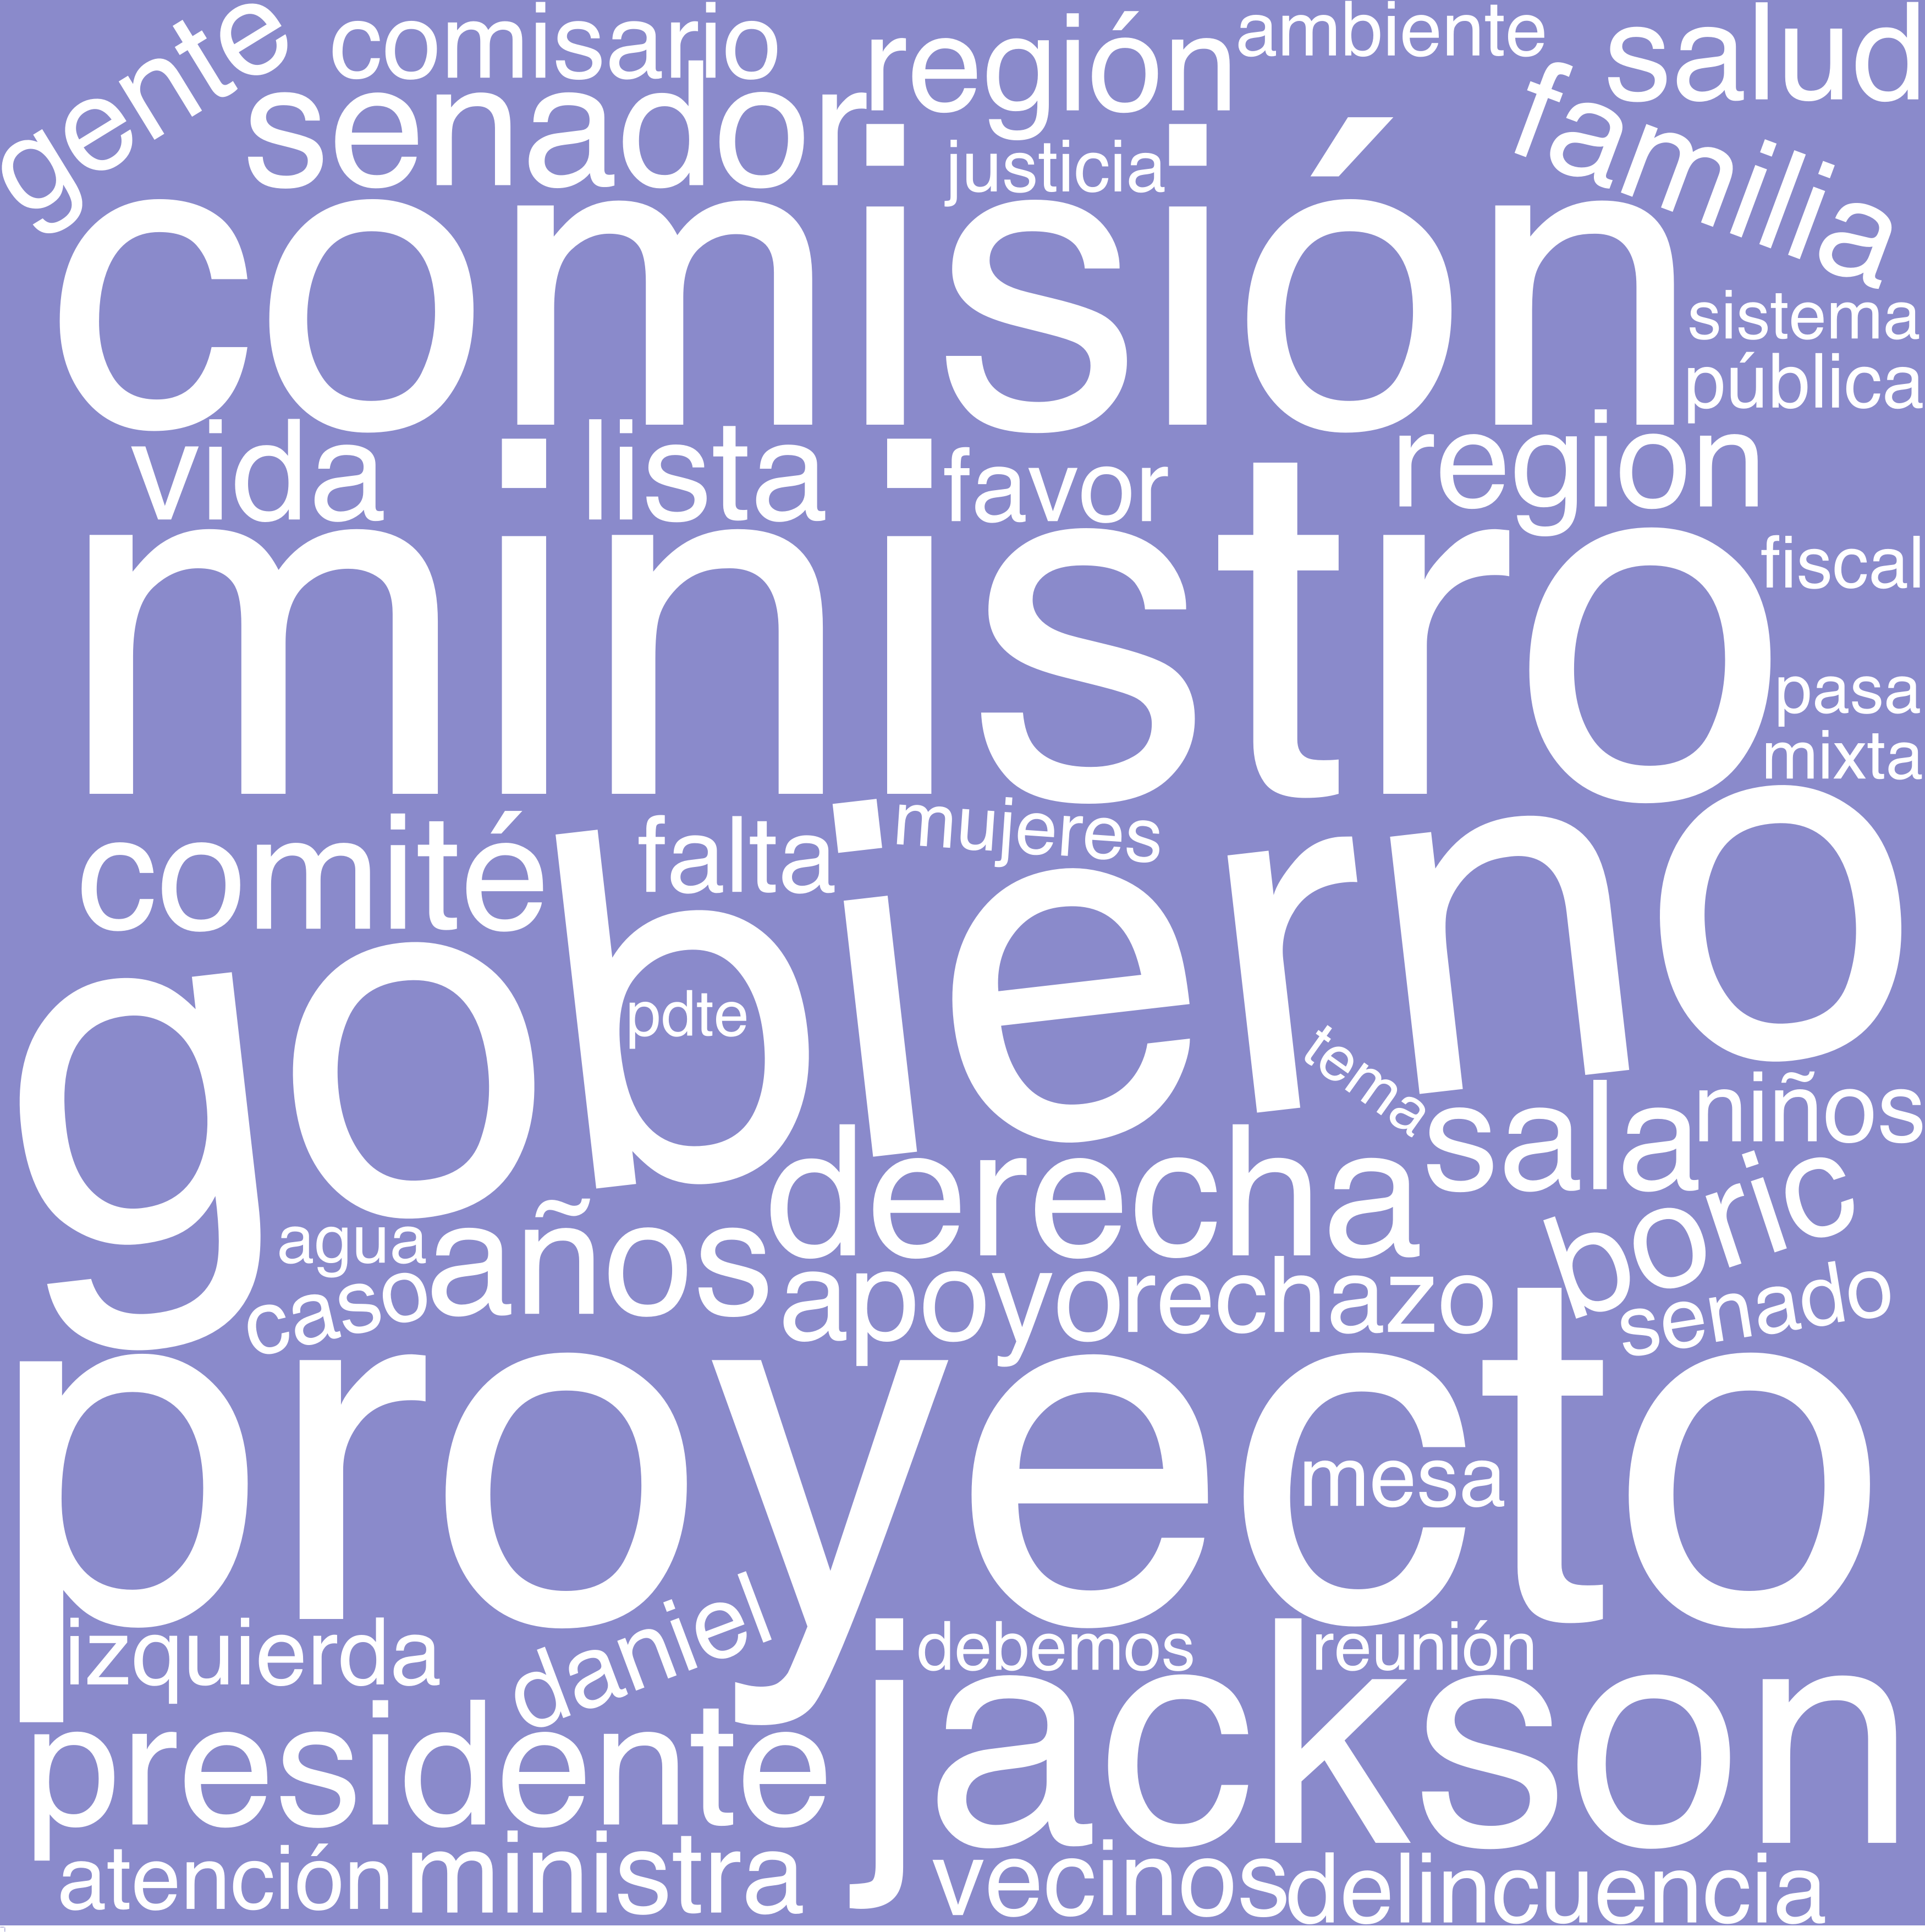 gente
comisario
región
ambiente
salud
senador
justicia
familia
comisión
sistema
pública
vida
lista
favor
region
ministro
fiscal
pasa
mixta
comité
falta
mujeres
gobierno
pdte
tema
sala
niños
derecha
boric
agua
años
caso
apoyo
rechazo
senado
proyecto
mesa
izquierda
daniel
debemos
reunión
presidente
jackson
atención
ministra
vecinos
delincuencia